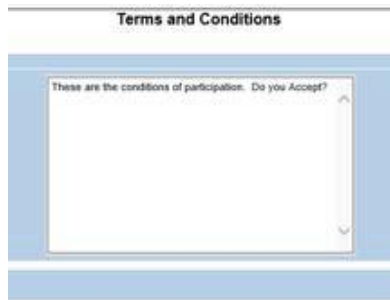 Terms and Conditions
These are the conditions of participation. Do you Accept?